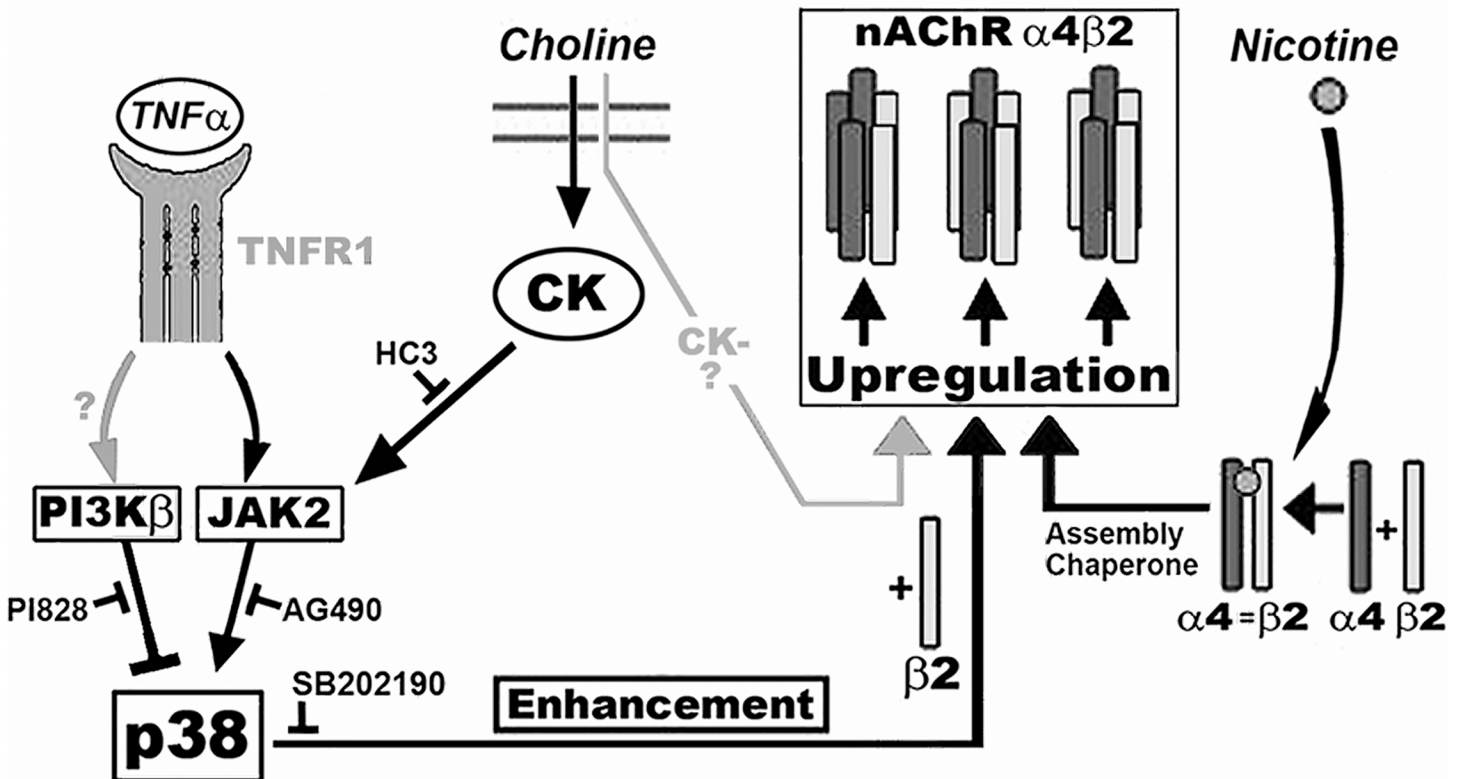 nAChR α4β2
Choline
Nicotine
TNFα
TNFR1
CK
HC3
CK-
?
Upregulation
?
PI3Kβ
JAK2
Assembly
Chaperone
+
PI828
AG490
+
α4=β2
α4 β2
β2
SB202190
Enhancement
p38